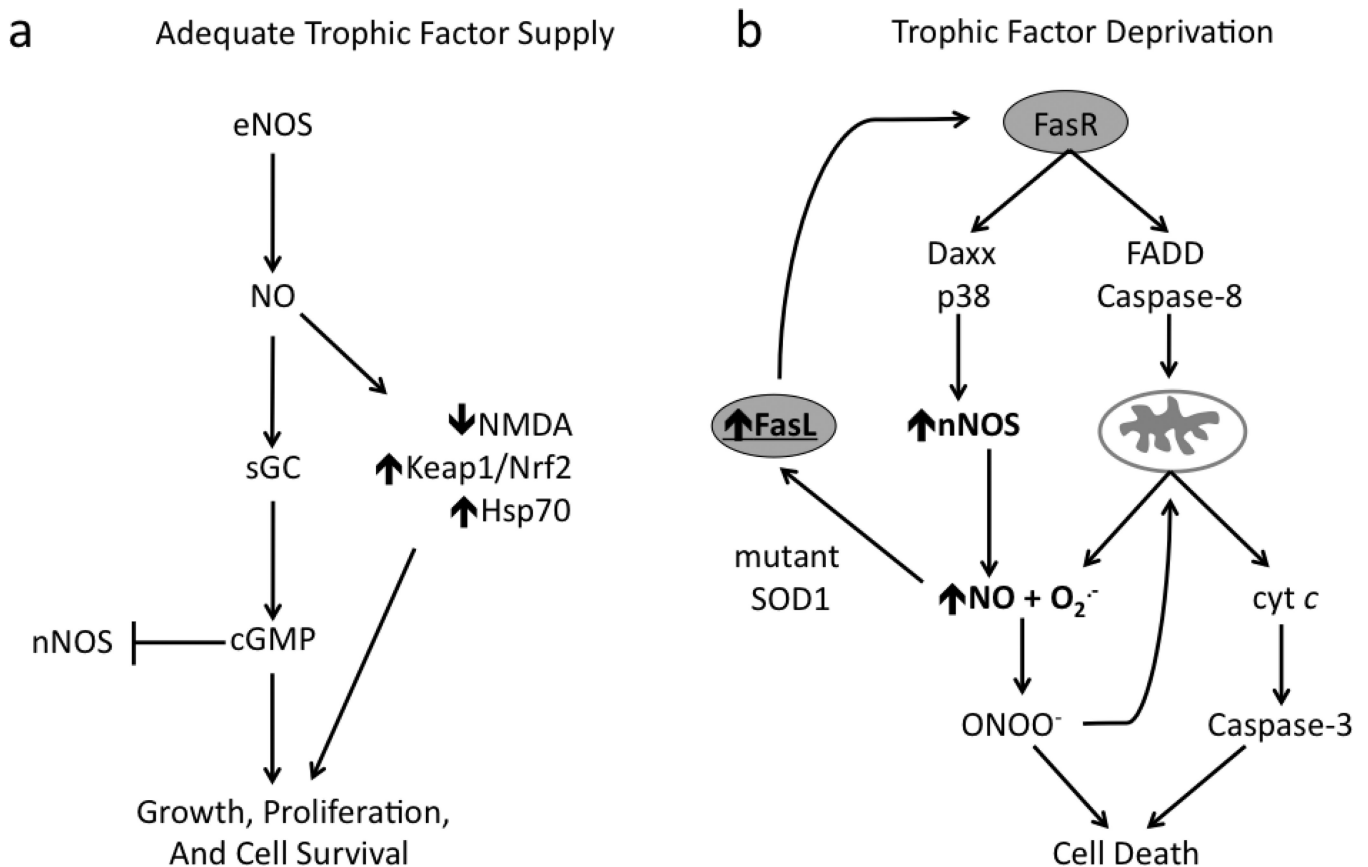 a
Adequate Trophic Factor Supply
eNOS
NO
sGC
⬇NMDA
⬆Keap1/Nrf2
⬆Hsp70
nNOS
cGMP
Growth, Proliferation,
And Cell Survival
b
Trophic Factor Deprivation
FasR
Daxx
p38
FADD
Caspase-8
⬆FasL
⬆nNOS
mutant
SOD1
⬆NO + O₂·⁻
cyt c
ONOO⁻
Caspase-3
Cell Death